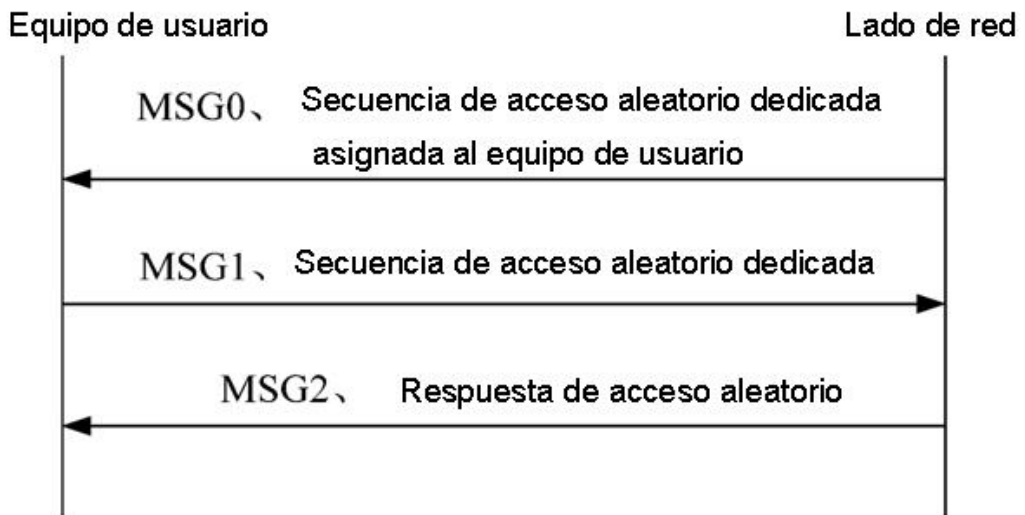 Equipo de usuario
Lado de red
MSG0、 Secuencia de acceso aleatorio dedicada
asignada al equipo de usuario
MSG1、 Secuencia de acceso aleatorio dedicada
MSG2、 Respuesta de acceso aleatorio